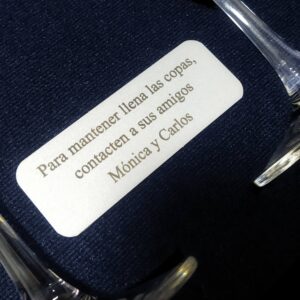 Para mantener llena las copas,
contacten a sus amigos
Mónica y Carlos